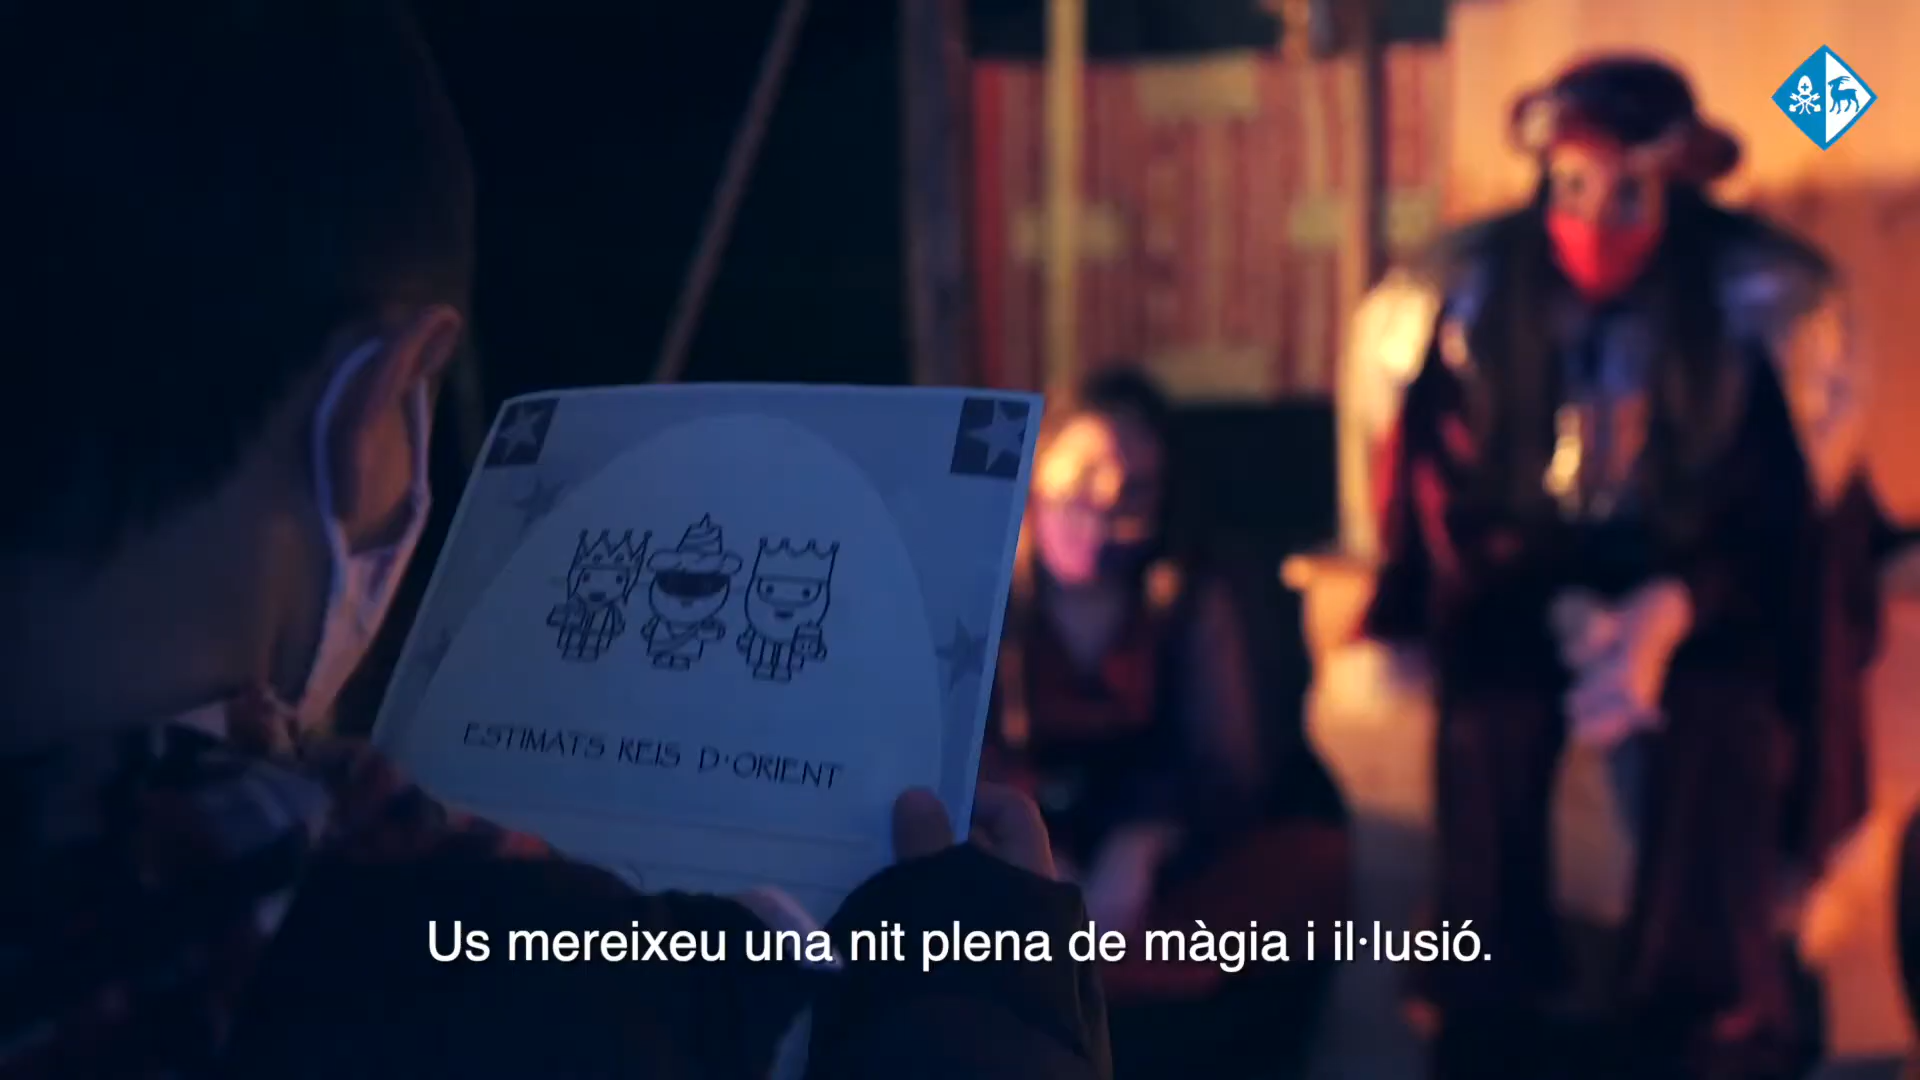 ESTIMATS REIS D'ORIENT
Us mereixeu una nit plena de màgia i il·lusió.